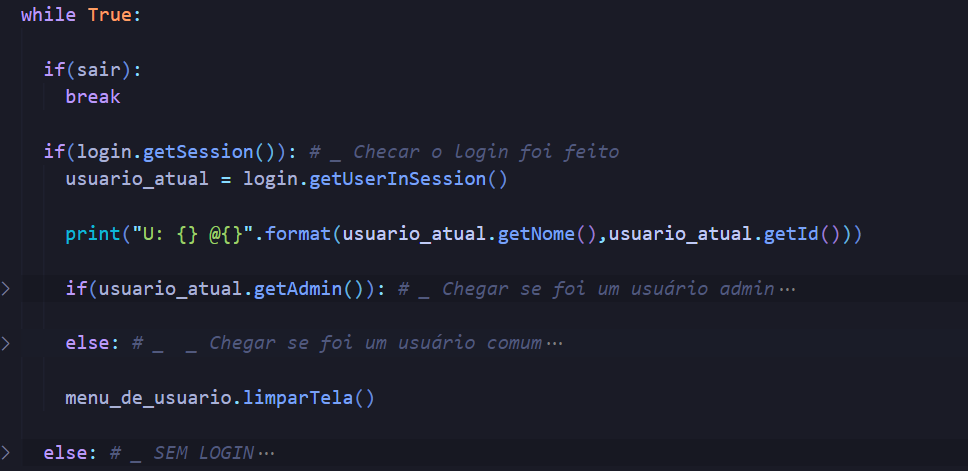 while True:
if(sair):
break
if(login.getSession()): # _ Checar o login foi feito
usuario_atual = login.getUserInSession()
print("U: {} @{}".format(usuario_atual.getNome(),usuario_atual.getId()))
if(usuario_atual.getAdmin()): # _ Chegar se foi um usuário admin···
else: # _  _ Chegar se foi um usuário comum···
menu_de_usuario.limparTela()
else: # _ SEM LOGIN···